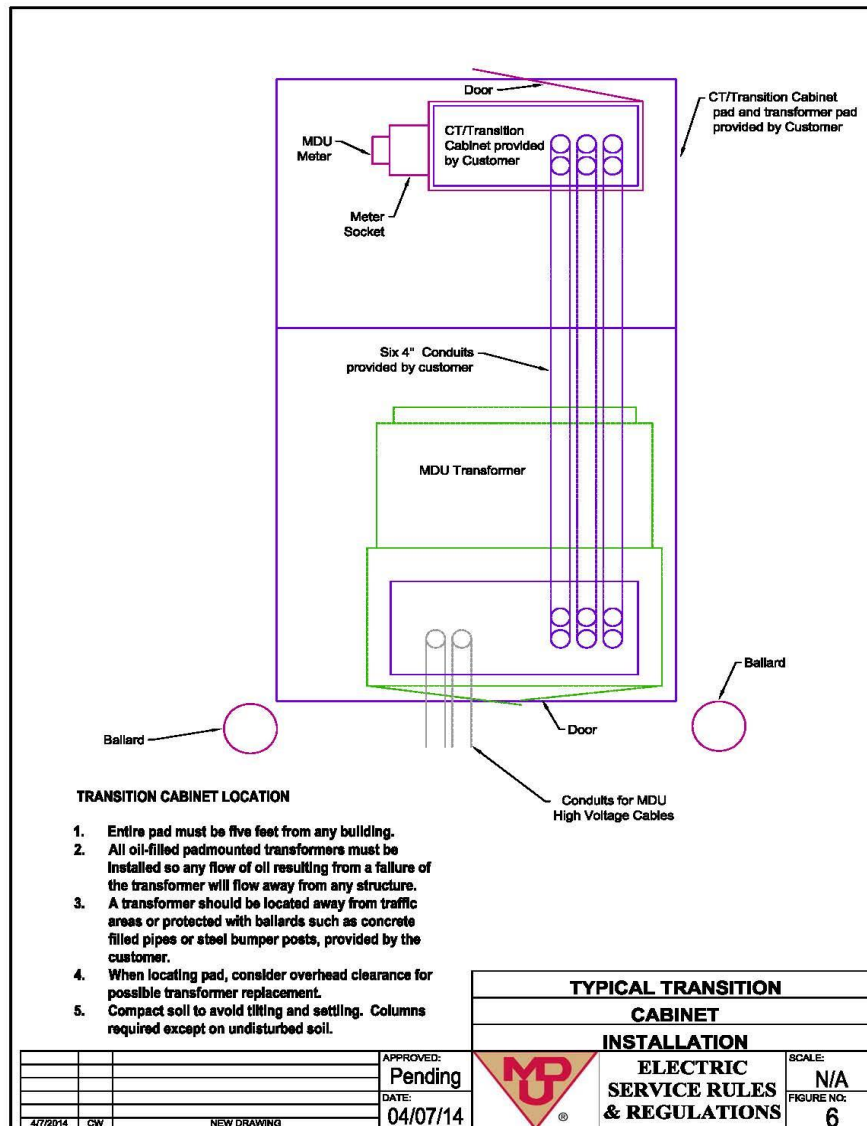 Door
CT/Transition Cabinet
pad and transformer pad
provided by Customer
CT/Transition
Cabinet provided
by Customer
MDU
Meter
Meter
Socket
Six 4" Conduits
provided by customer
MDU Transformer
Ballard
Door
Ballard
Conduits for MDU
High Voltage Cables
TRANSITION CABINET LOCATION
1. Entire pad must be five feet from any building.
2. All oil-filled padmounted transformers must be
installed so any flow of oil resulting from a failure of
the transformer will flow away from any structure.
3. A transformer should be located away from traffic
areas or protected with ballards such as concrete
filled pipes or steel bumper posts, provided by the
customer.
4. When locating pad, consider overhead clearance for
possible transformer replacement.
5. Compact soil to avoid tilting and settling. Columns
required except on undisturbed soil.
TYPICAL TRANSITION
CABINET
INSTALLATION
APPROVED:
Pending
DATE:
04/07/14
4/7/2014 CW NEW DRAWING
MDU
®
ELECTRIC
SERVICE RULES
& REGULATIONS
SCALE:
N/A
FIGURE NO:
6